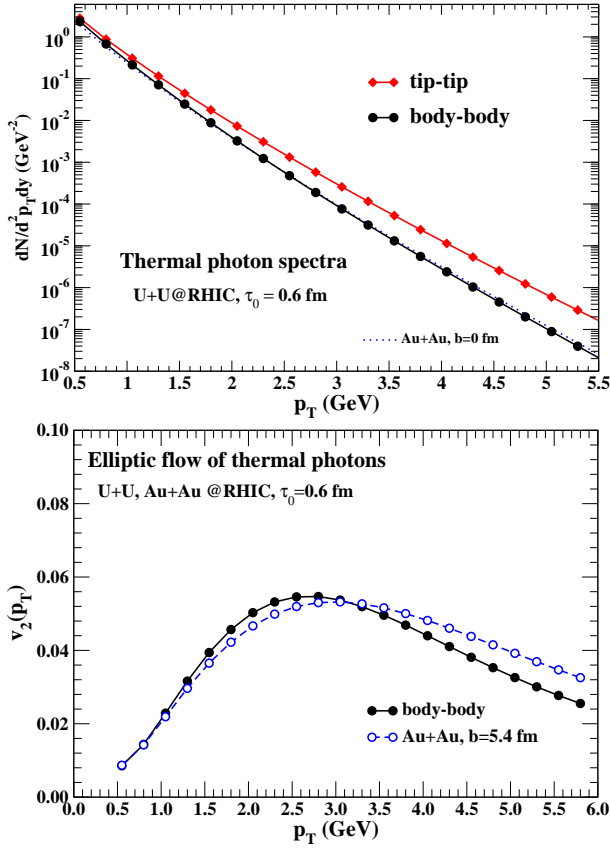 dN/d²p_Tdy (GeV⁻²)
10⁰
10⁻¹
10⁻²
10⁻³
10⁻⁴
10⁻⁵
10⁻⁶
10⁻⁷
10⁻⁸
tip-tip
body-body
Thermal photon spectra
U+U@RHIC, τ₀ = 0.6 fm
Au+Au, b=0 fm
0.5 1 1.5 2 2.5 3 3.5 4 4.5 5 5.5
p_T (GeV)
v₂(p_T)
0.10
0.08
0.06
0.04
0.02
0.00
Elliptic flow of thermal photons
U+U, Au+Au @RHIC, τ₀=0.6 fm
body-body
Au+Au, b=5.4 fm
0.0 0.5 1.0 1.5 2.0 2.5 3.0 3.5 4.0 4.5 5.0 5.5 6.0
p_T (GeV)